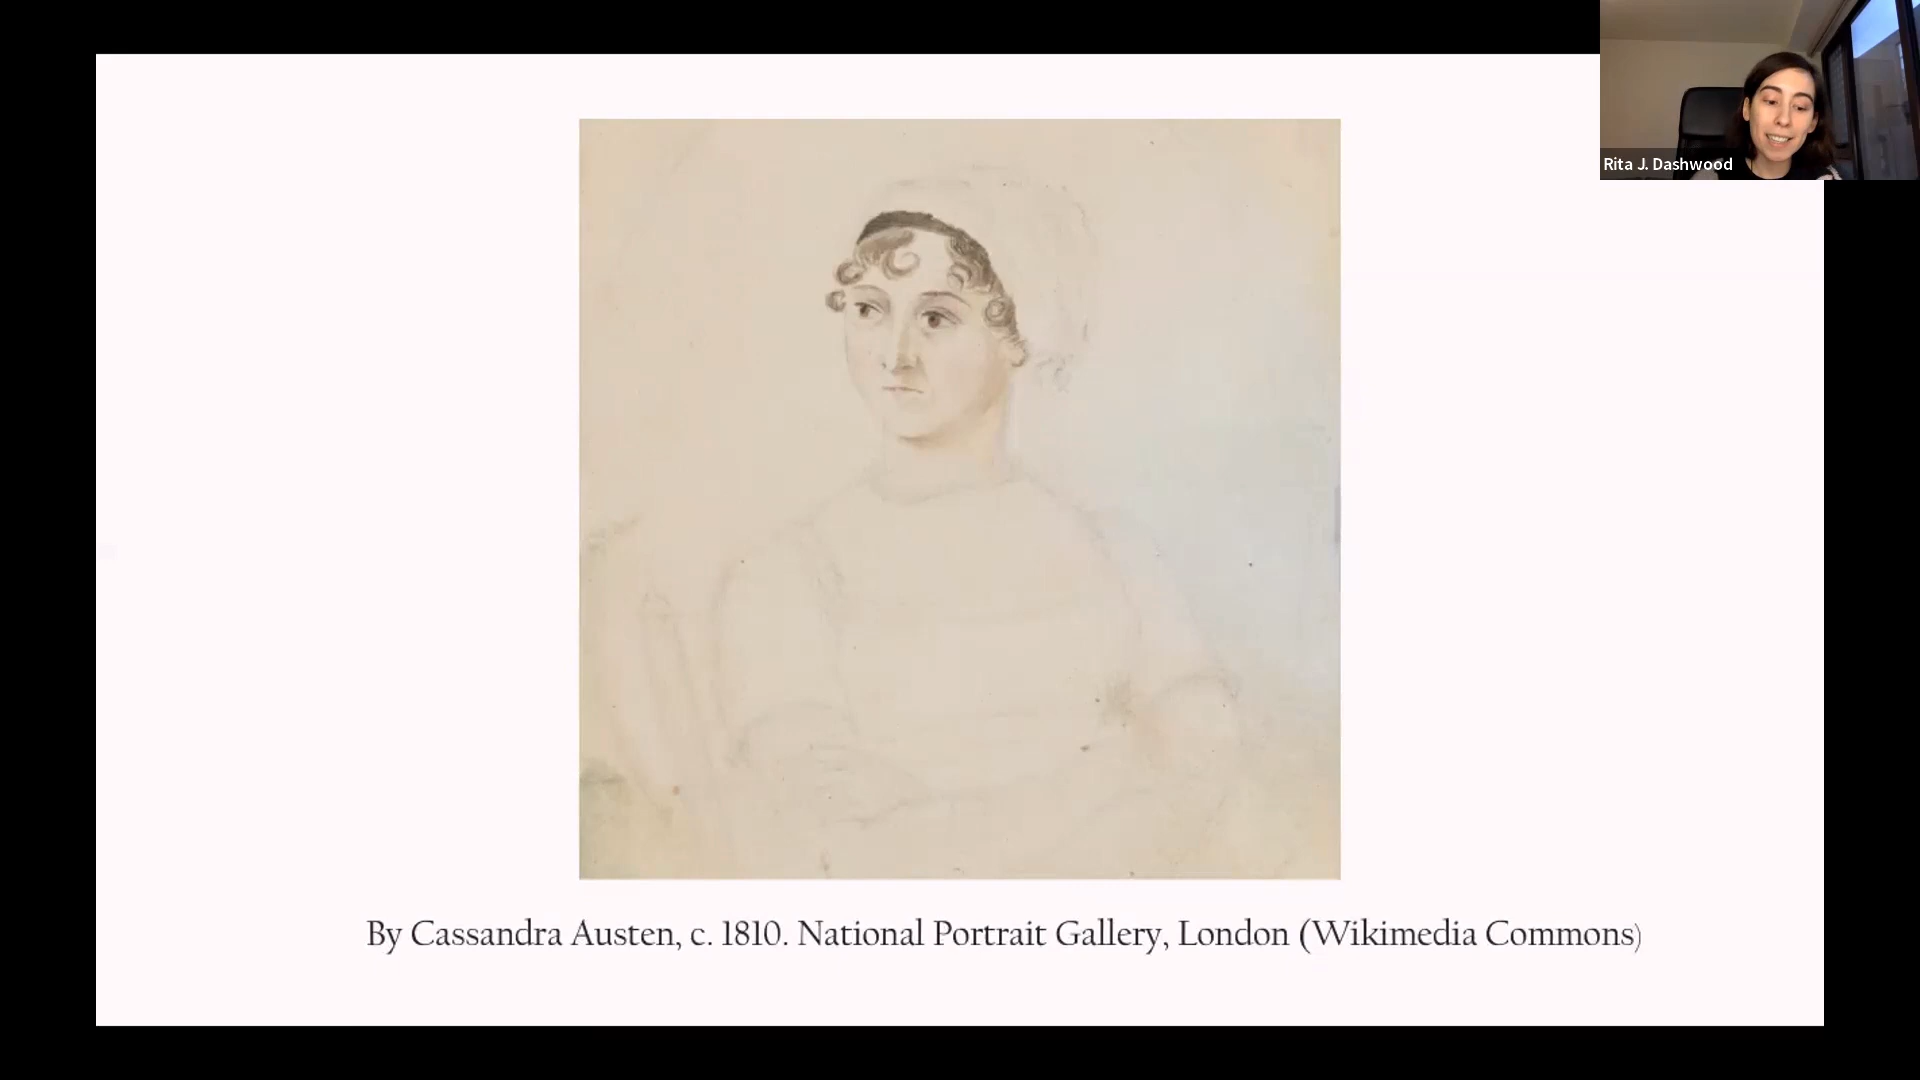 Rita J. Dashwood
By Cassandra Austen, c. 1810. National Portrait Gallery, London (Wikimedia Commons)